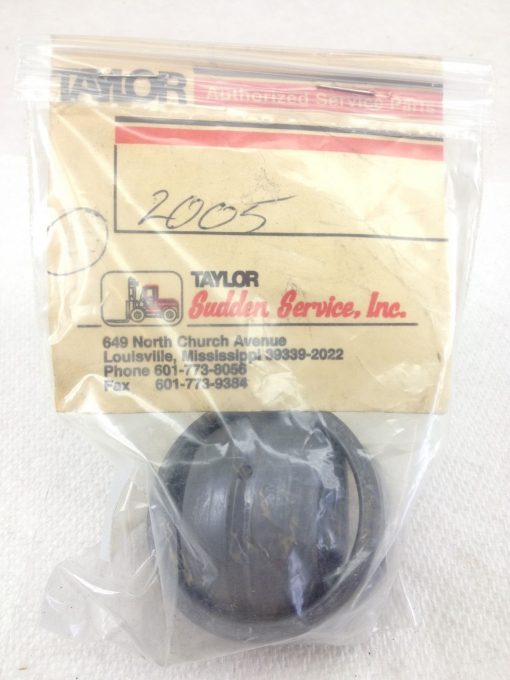 TAYLOR
Authorized Service Parts
2005
TAYLOR
Sudden Service, Inc.
649 North Church Avenue
Louisville, Mississippi 39339-2022
Phone 601-773-8056
Fax 601-773-9384